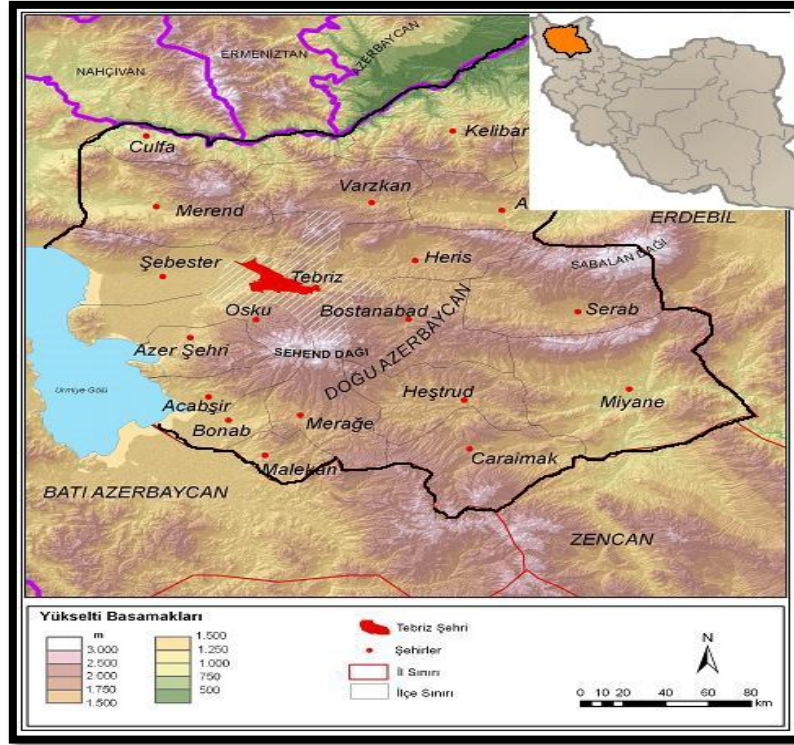 AZERBAYCAN
ERMENİZTAN
NAHÇİVAN
Culfa
Kelibar
Varzkan
Merend
A
ERDEBİL
SABALAN DAĞI
Şebester
Tebriz
Heris
Osku
Bostanabad
Serab
Azer Şehri
SEHEND DAĞI
DOĞU AZERBAYCAN
Urmiye Gölü
Acabşir
Bonab
Merağe
Heştrud
Miyane
Malekan
Caraimak
BATI AZERBAYCAN
ZENCAN
Yükselti Basamakları
m
3.000
2.500
2.000
1.750
1.500
1.500
1.250
1.000
750
500
Tebriz Şehri
Şehirler
İl Sınırı
İlçe Sınırı
N
0 10 20 40 60 80
km